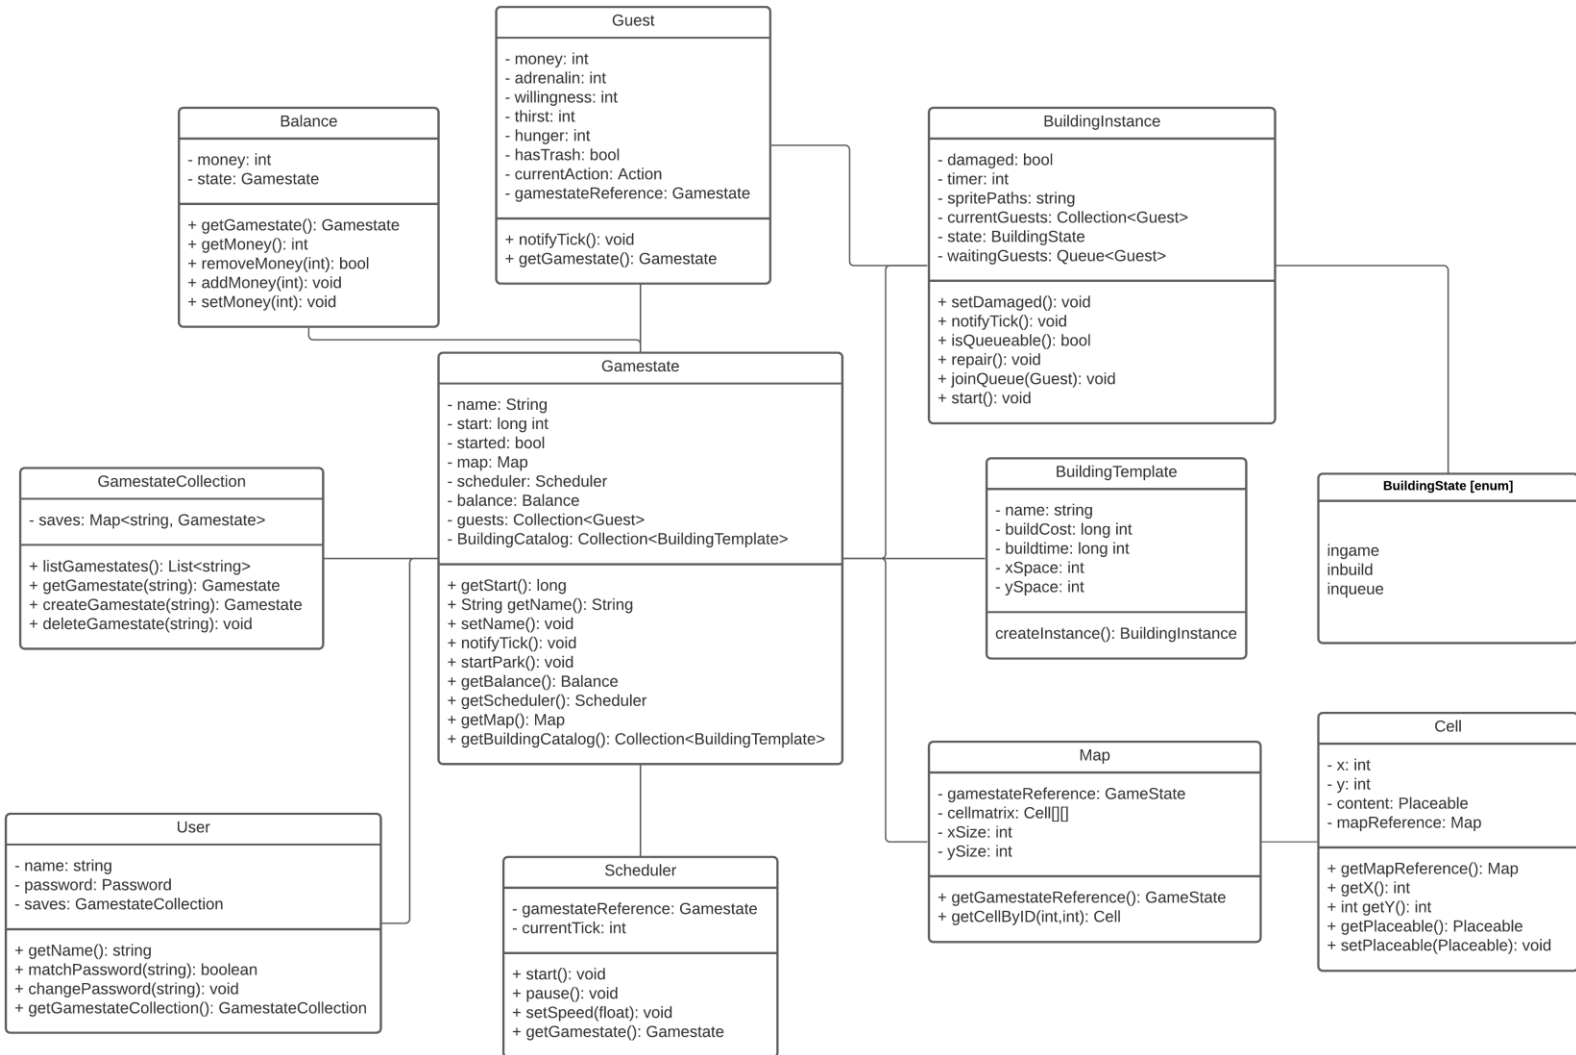 Guest
- money: int
- adrenalin: int
- willingness: int
- thirst: int
- hunger: int
- hasTrash: bool
- currentAction: Action
- gamestateReference: Gamestate
+ notifyTick(): void
+ getGamestate(): Gamestate
Balance
- money: int
- state: Gamestate
+ getGamestate(): Gamestate
+ getMoney(): int
+ removeMoney(int): bool
+ addMoney(int): void
+ setMoney(int): void
BuildingInstance
- damaged: bool
- timer: int
- spritePaths: string
- currentGuests: Collection<Guest>
- state: BuildingState
- waitingGuests: Queue<Guest>
+ setDamaged(): void
+ notifyTick(): void
+ isQueueable(): bool
+ repair(): void
+ joinQueue(Guest): void
+ start(): void
Gamestate
- name: String
- start: long int
- started: bool
- map: Map
- scheduler: Scheduler
- balance: Balance
- guests: Collection<Guest>
- BuildingCatalog: Collection<BuildingTemplate>
+ getStart(): long
+ String getName(): String
+ setName(): void
+ notifyTick(): void
+ startPark(): void
+ getBalance(): Balance
+ getScheduler(): Scheduler
+ getMap(): Map
+ getBuildingCatalog(): Collection<BuildingTemplate>
GamestateCollection
- saves: Map<string, Gamestate>
+ listGamestates(): List<string>
+ getGamestate(string): Gamestate
+ createGamestate(string): Gamestate
+ deleteGamestate(string): void
BuildingTemplate
- name: string
- buildCost: long int
- buildtime: long int
- xSpace: int
- ySpace: int
createInstance(): BuildingInstance
BuildingState [enum]
ingame
inbuild
inqueue
User
- name: string
- password: Password
- saves: GamestateCollection
+ getName(): string
+ matchPassword(string): boolean
+ changePassword(string): void
+ getGamestateCollection(): GamestateCollection
Scheduler
- gamestateReference: Gamestate
- currentTick: int
+ start(): void
+ pause(): void
+ setSpeed(float): void
+ getGamestate(): Gamestate
Map
- gamestateReference: GameState
- cellmatrix: Cell[][]
- xSize: int
- ySize: int
+ getGamestateReference(): GameState
+ getCellByID(int,int): Cell
Cell
- x: int
- y: int
- content: Placeable
- mapReference: Map
+ getMapReference(): Map
+ getX(): int
+ int getY(): int
+ getPlaceable(): Placeable
+ setPlaceable(Placeable): void